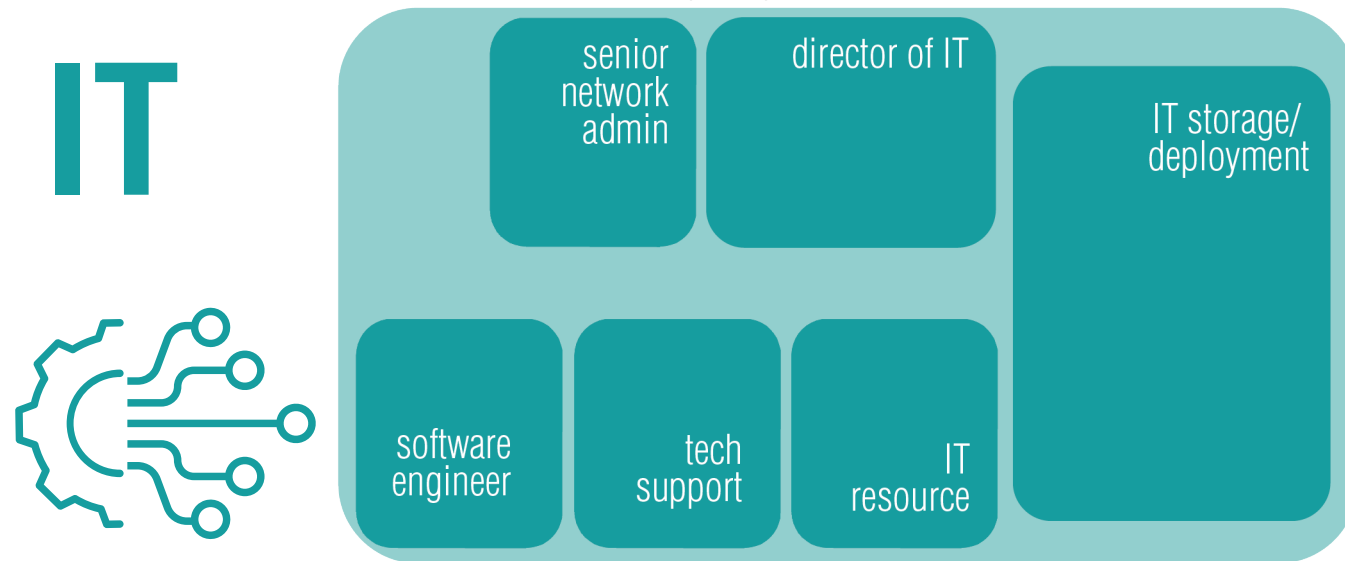 IT
senior
network
admin
director of IT
IT storage/
deployment
software
engineer
tech
support
IT
resource